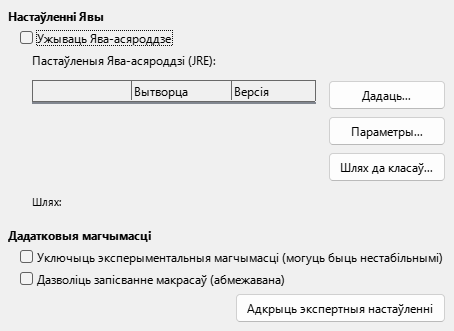 Настаўленні Явы
Ужываць Ява-асяроддзе
Пастаўленыя Ява-асяроддзі (JRE):
Вытворца Версія
Дадаць...
Параметры...
Шлях да класаў...
Шлях:
Дадатковыя магчымасці
Уключыць эксперыментальныя магчымасці (могуць быць нестабільнымі)
Дазволіць запісванне макрасаў (абмежавана)
Адкрыць экспертныя настаўленні